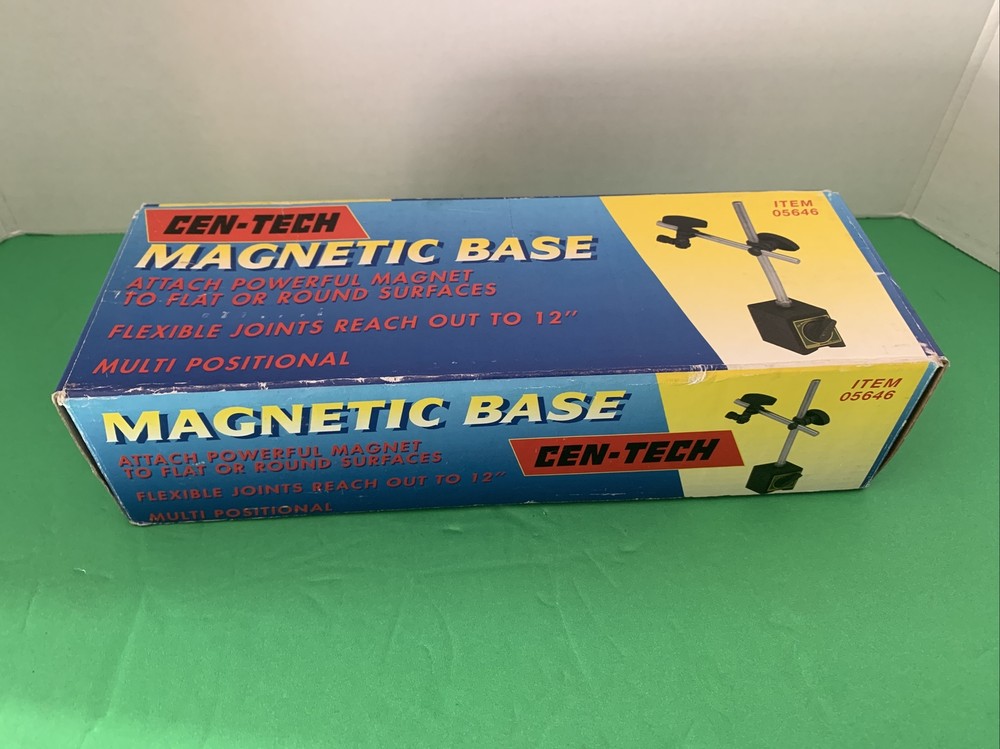 CEN-TECH
MAGNETIC BASE
ATTACH POWERFUL MAGNET
TO FLAT OR ROUND SURFACES
FLEXIBLE JOINTS REACH OUT TO 12"
MULTI POSITIONAL
ITEM
05646
MAGNETIC BASE
ATTACH POWERFUL MAGNET
TO FLAT OR ROUND SURFACES
FLEXIBLE JOINTS REACH OUT TO 12"
MULTI POSITIONAL
CEN-TECH
ITEM
05646